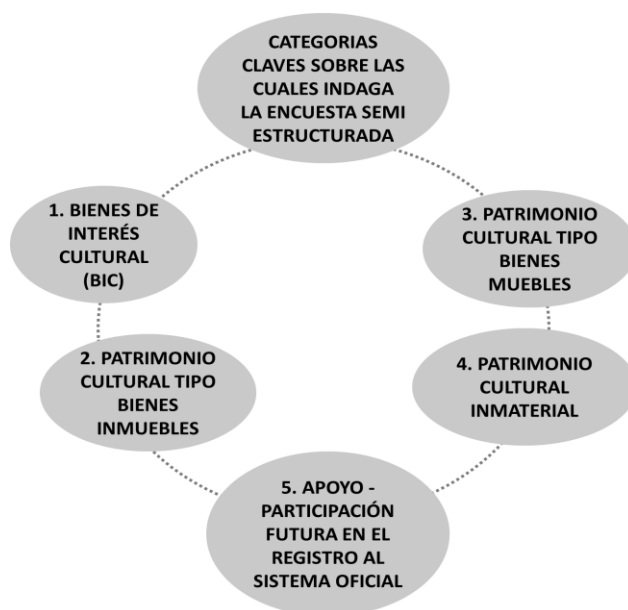 CATEGORIAS
CLAVES SOBRE LAS
CUALES INDAGA
LA ENCUESTA SEMI
ESTRUCTURADA
1. BIENES DE
INTERÉS
CULTURAL
(BIC)
2. PATRIMONIO
CULTURAL TIPO
BIENES
INMUEBLES
3. PATRIMONIO
CULTURAL TIPO
BIENES
MUEBLES
4. PATRIMONIO
CULTURAL
INMATERIAL
5. APOYO -
PARTICIPACIÓN
FUTURA EN EL
REGISTRO AL
SISTEMA OFICIAL